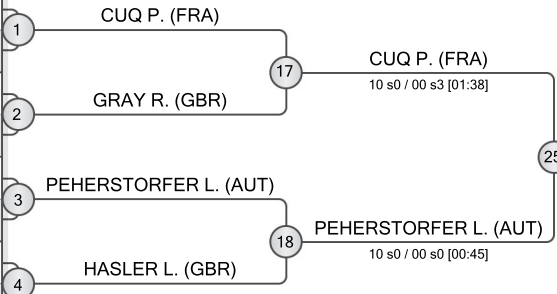 CUQ P. (FRA)
1
17
CUQ P. (FRA)
10 s0 / 00 s3 [01:38]
GRAY R. (GBR)
2
25
PEHERSTORFER L. (AUT)
3
18
PEHERSTORFER L. (AUT)
10 s0 / 00 s0 [00:45]
HASLER L. (GBR)
4